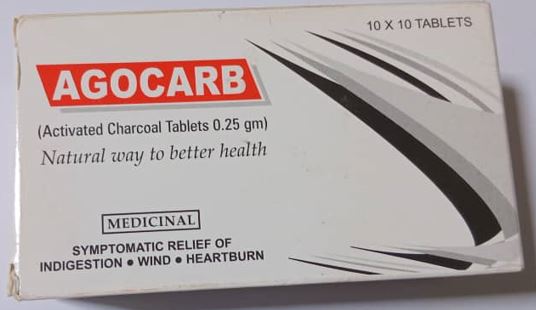 10 X 10 TABLETS
AGOCARB
(Activated Charcoal Tablets 0.25 gm)
Natural way to better health
MEDICINAL
SYMPTOMATIC RELIEF OF
INDIGESTION ● WIND ● HEARTBURN